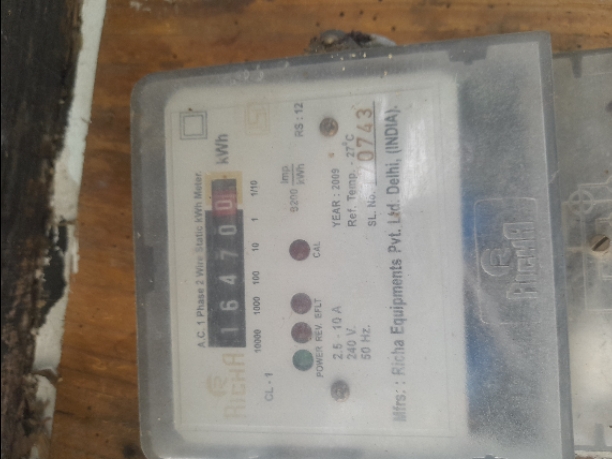 A.C. 1 Phase 2 Wire Static kWh Meter
RICHA
1 6 4 7 0 0
kWh
10000 1000 100 10 1 1/10
CL - 1
POWER REV. EFLT CAL
Imp
kWh
RS : 12
2.5 - 10 A
240 V.
50 Hz.
YEAR : 2009
Ref. Temp. - 27°C
SL. No. 70743
Mfrs. : Richa Equipments Pvt. Ltd. Delhi, (INDIA).
RICHA